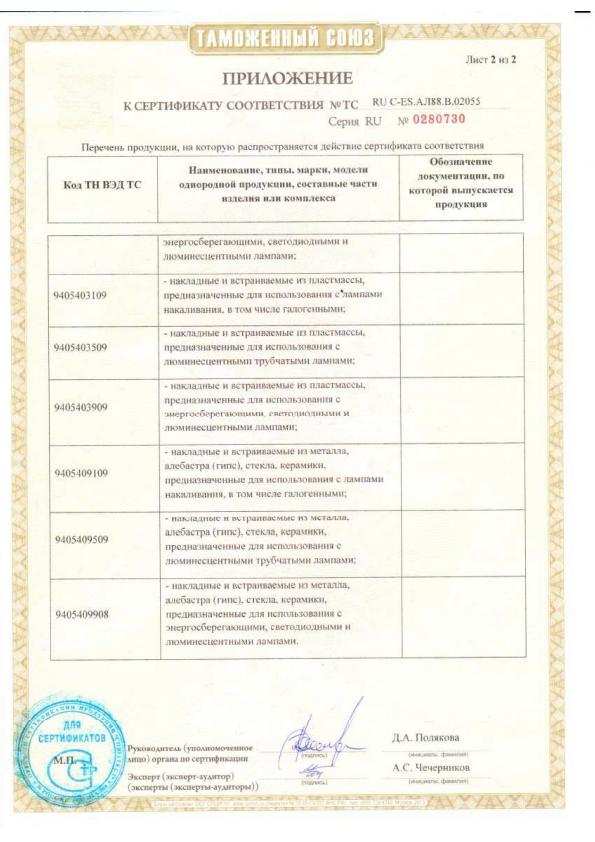 ТАМОЖЕННЫЙ СОЮЗ
Лист 2 из 2
ПРИЛОЖЕНИЕ
К СЕРТИФИКАТУ СООТВЕТСТВИЯ № ТС RU C-ES.АЛ88.В.02055
Серия RU № 0280730
Перечень продукции, на которую распространяется действие сертификата соответствия
Код ТН ВЭД ТС
Наименование, типы, марки, модели
однородной продукции, составные части
изделия или комплекса
Обозначение
документации, по
которой выпускается
продукция
энергосберегающими, светодиодными и
люминесцентными лампами;
9405403109
- накладные и встраиваемые из пластмассы,
предназначенные для использования с лампами
накаливания, в том числе галогенными;
9405403509
- накладные и встраиваемые из пластмассы,
предназначенные для использования с
люминесцентными трубчатыми лампами;
9405403909
- накладные и встраиваемые из пластмассы,
предназначенные для использования с
энергосберегающими, светодиодными и
люминесцентными лампами;
9405409109
- накладные и встраиваемые из металла,
алебастра (гипс), стекла, керамики,
предназначенные для использования с лампами
накаливания, в том числе галогенными;
9405409509
- накладные и встраиваемые из металла,
алебастра (гипс), стекла, керамики,
предназначенные для использования с
люминесцентными трубчатыми лампами;
9405409908
- накладные и встраиваемые из металла,
алебастра (гипс), стекла, керамики,
предназначенные для использования с
энергосберегающими, светодиодными и
люминесцентными лампами.
ДЛЯ
СЕРТИФИКАТОВ
М.П.
Руководитель (уполномоченное
лицо) органа по сертификации
(подпись)
Д.А. Полякова
(инициалы, фамилия)
Эксперт (эксперт-аудитор)
(эксперты (эксперты-аудиторы))
(подпись)
А.С. Чечерников
(инициалы, фамилия)